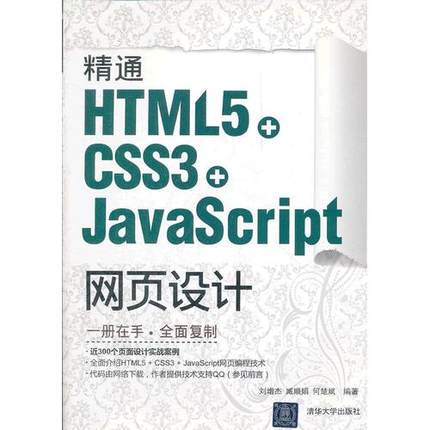 精通
HTML5+
CSS3+
JavaScript
网页设计
一册在手·全面复制
·近300个页面设计实战案例
·全面介绍HTML5 + CSS3 + JavaScript网页编程技术
·代码由网络下载，作者提供技术支持QQ（参见前言）
刘增杰 臧顺娟 何楚斌 编著
清华大学出版社